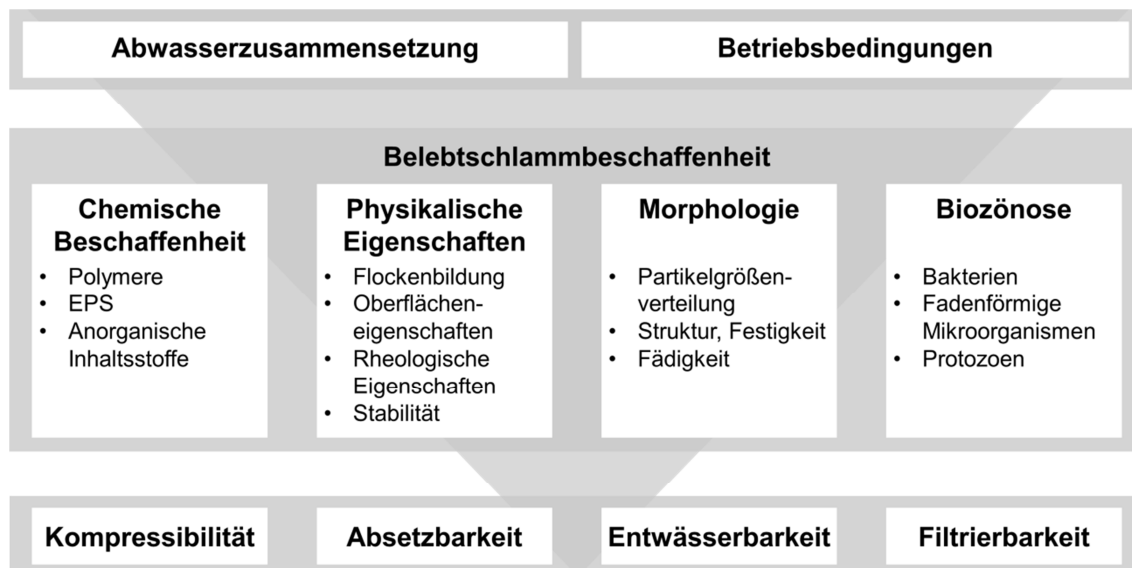 Abwasserzusammensetzung
Betriebsbedingungen
Belebtschlammbeschaffenheit
Chemische
Beschaffenheit
• Polymere
• EPS
• Anorganische
Inhaltsstoffe
Physikalische
Eigenschaften
• Flockenbildung
• Oberflächen-
eigenschaften
• Rheologische
Eigenschaften
• Stabilität
Morphologie
• Partikelgrößen-
verteilung
• Struktur, Festigkeit
• Fädigkeit
Biozönose
• Bakterien
• Fadenförmige
Mikroorganismen
• Protozoen
Kompressibilität
Absetzbarkeit
Entwässerbarkeit
Filtrierbarkeit